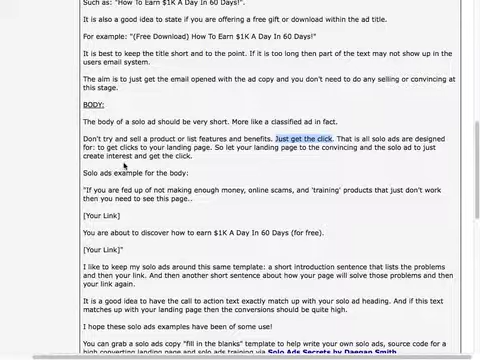 Such as: "How To Earn $1K A Day In 60 Days!".
It is also a good idea to state if you are offering a free gift or download within the ad title.
For example: "(Free Download) How To Earn $1K A Day In 60 Days!"
It is best to keep the title short and to the point. If it is too long then part of the text may not show up in the
users email system.
The aim is to just get the email opened with the ad copy and you don't need to do any selling or convincing at
this stage.
BODY:
The body of a solo ad should be very short. More like a classified ad in fact.
Don't try and sell a product or list features and benefits. Just get the click. That is all solo ads are designed
for: to get clicks to your landing page. So let your landing page to the convincing and the solo ad to just
create interest and get the click.
Solo ads example for the body:
"If you are fed up of not making enough money, online scams, and 'training' products that just don't work
then you need to see this page..
[Your Link]
You are about to discover how to earn $1K A Day In 60 Days (for free).
[Your Link]"
I like to keep my solo ads around this same template: a short introduction sentence that lists the problems
and then your link. And then another short sentence about how your page will solve those problems and then
your link again.
It is a good idea to have the call to action text exactly match up with your solo ad heading. And if this text
matches up with your landing page then the conversions should be quite high.
I hope these solo ads examples have been of some use!
You can grab a solo ads copy "fill in the blanks" template to help write your own solo ads, source code for a
high converting landing page and solo ads training via Solo Ads Secrets by Daegan Smith